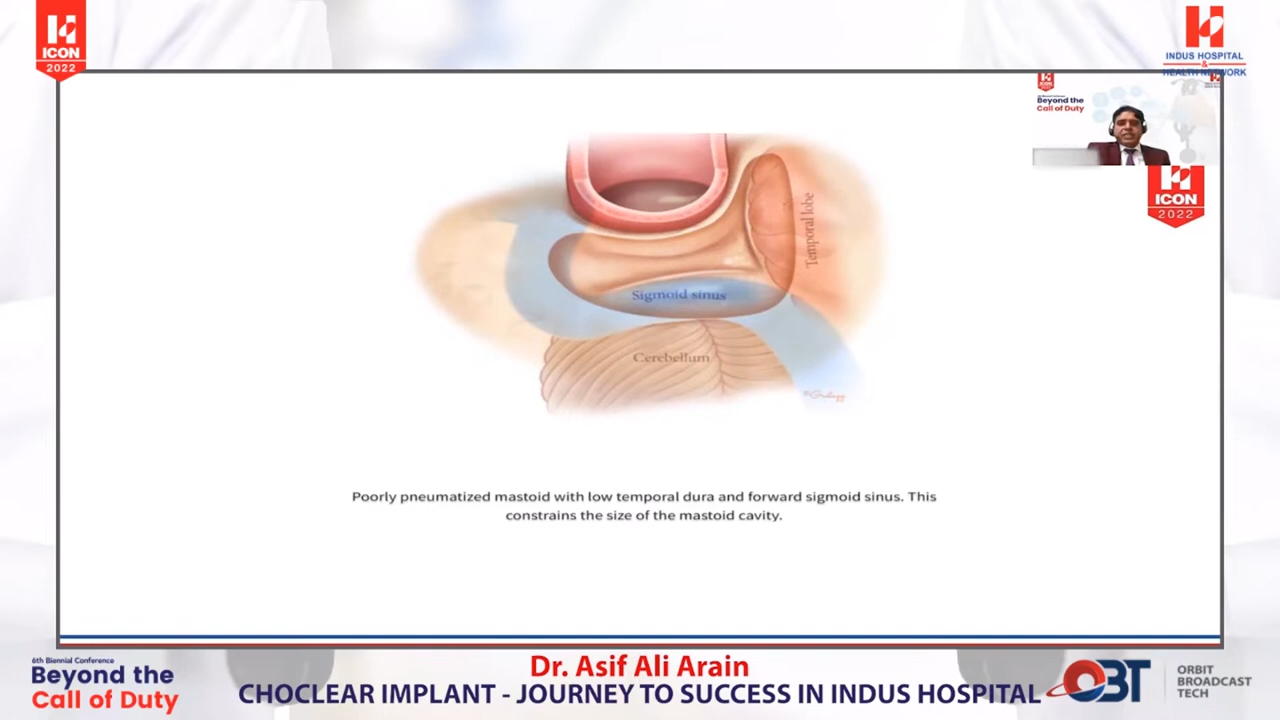 ICON
2022
INDUS HOSPITAL
&
HEALTH NETWORK
Beyond the
Call of Duty
ICON
2022
Temporal lobe
Sigmoid sinus
Cerebellum
Poorly pneumatized mastoid with low temporal dura and forward sigmoid sinus. This
constrains the size of the mastoid cavity.
6th Biennial Conference
Beyond the
Call of Duty
Dr. Asif Ali Arain
CHOCLEAR IMPLANT - JOURNEY TO SUCCESS IN INDUS HOSPITAL
OBT
ORBIT
BROADCAST
TECH